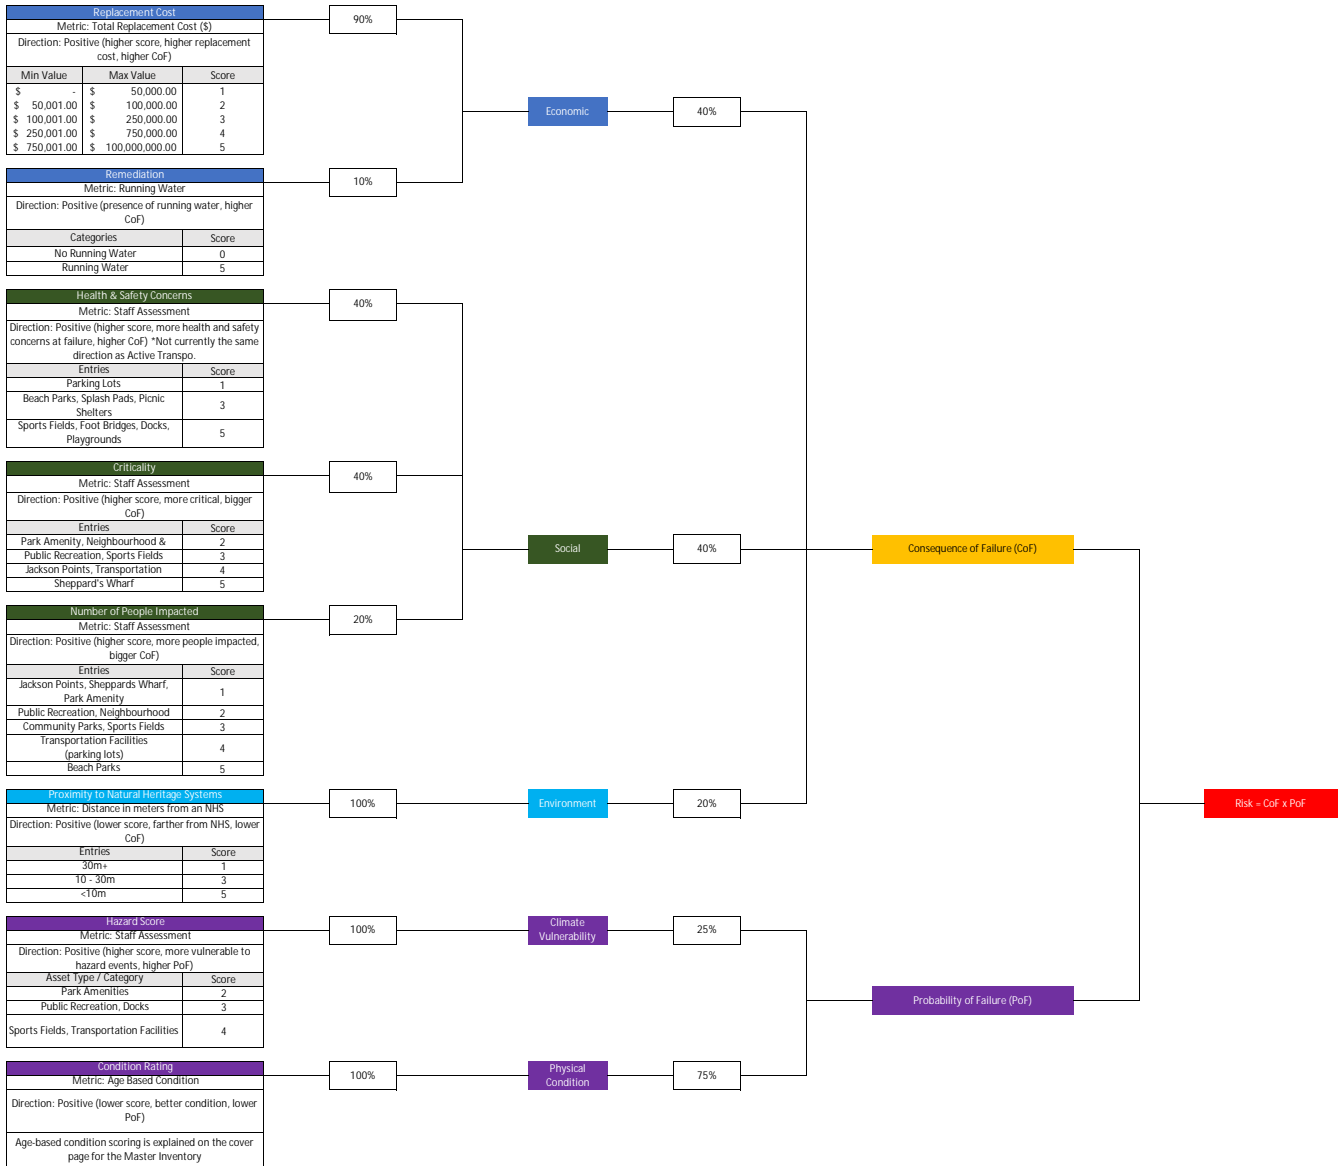 Replacement Cost
Metric: Total Replacement Cost ($)
Direction: Positive (higher score, higher replacement
cost, higher CoF)
Min Value Max Value Score
$ - $ 50,000.00 1
$ 50,001.00 $ 100,000.00 2
$ 100,001.00 $ 250,000.00 3
$ 250,001.00 $ 750,000.00 4
$ 750,001.00 $ 100,000,000.00 5
90%
Economic
40%
Remediation
Metric: Running Water
Direction: Positive (presence of running water, higher
CoF)
Categories Score
No Running Water 0
Running Water 5
10%
Health & Safety Concerns
Metric: Staff Assessment
Direction: Positive (higher score, more health and safety
concerns at failure, higher CoF) *Not currently the same
direction as Active Transpo.
Entries Score
Parking Lots 1
Beach Parks, Splash Pads, Picnic
Shelters
3
Sports Fields, Foot Bridges, Docks,
Playgrounds
5
40%
Criticality
Metric: Staff Assessment
Direction: Positive (higher score, more critical, bigger
CoF)
Entries Score
Park Amenity, Neighbourhood & 2
Public Recreation, Sports Fields 3
Jackson Points, Transportation 4
Sheppard's Wharf 5
40%
Social
40%
Consequence of Failure (CoF)
Number of People Impacted
Metric: Staff Assessment
Direction: Positive (higher score, more people impacted,
bigger CoF)
Entries Score
Jackson Points, Sheppards Wharf,
Park Amenity
1
Public Recreation, Neighbourhood 2
Community Parks, Sports Fields 3
Transportation Facilities
(parking lots)
4
Beach Parks 5
20%
Proximity to Natural Heritage Systems
Metric: Distance in meters from an NHS
Direction: Positive (lower score, farther from NHS, lower
CoF)
Entries Score
30m+ 1
10 - 30m 3
<10m 5
100%
Environment
20%
Risk = CoF x PoF
Hazard Score
Metric: Staff Assessment
Direction: Positive (higher score, more vulnerable to
hazard events, higher PoF)
Asset Type / Category Score
Park Amenities 2
Public Recreation, Docks 3
Sports Fields, Transportation Facilities 4
100%
Climate
Vulnerability
25%
Probability of Failure (PoF)
Condition Rating
Metric: Age Based Condition
Direction: Positive (lower score, better condition, lower
PoF)
Age-based condition scoring is explained on the cover
page for the Master Inventory
100%
Physical
Condition
75%